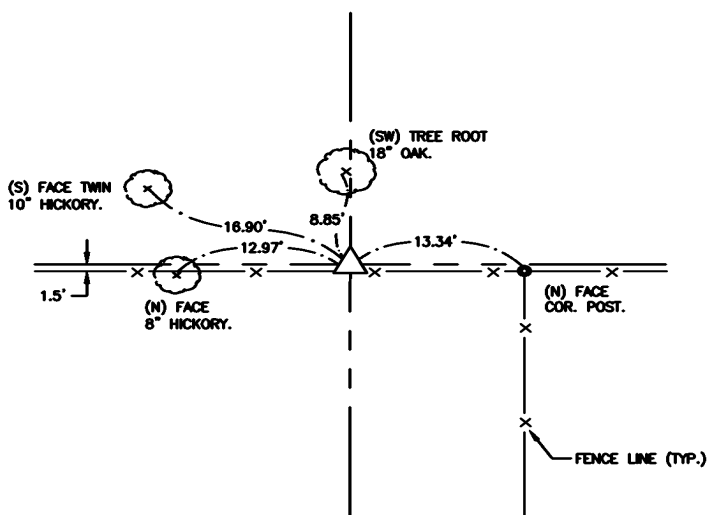 (SW) TREE ROOT
18" OAK.
(S) FACE TWIN
10" HICKORY.
16.90'
8.85'
12.97'
13.34'
1.5'
(N) FACE
8" HICKORY.
(N) FACE
COR. POST.
FENCE LINE (TYP.)